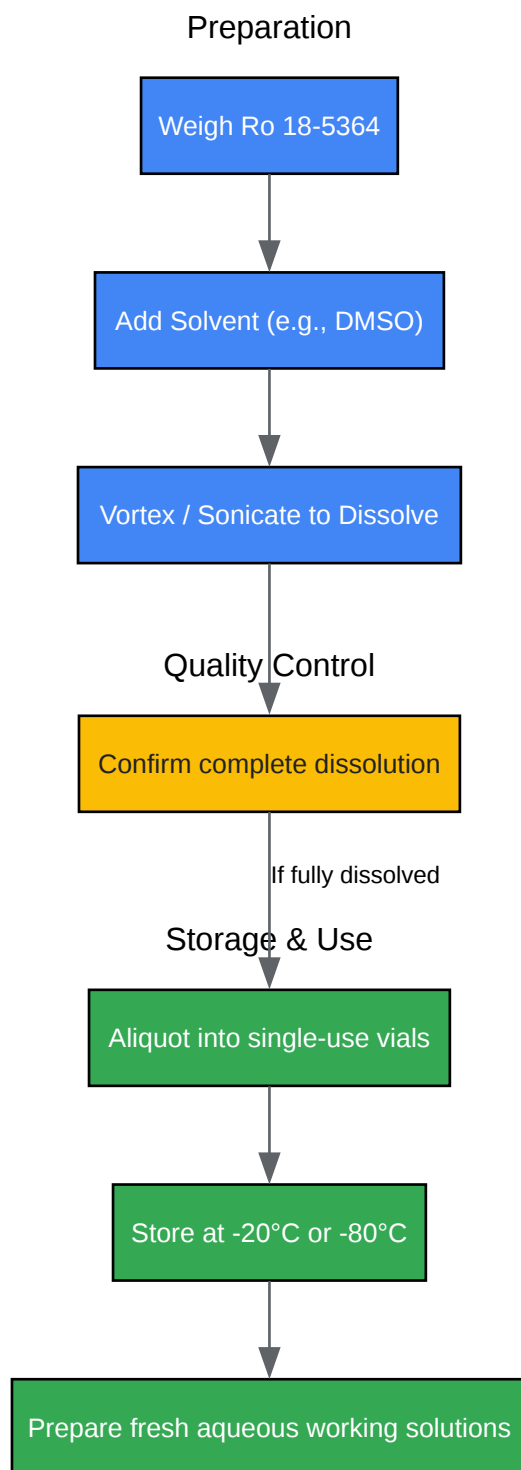 Preparation
Weigh Ro 18-5364
Add Solvent (e.g., DMSO)
Vortex / Sonicate to Dissolve
Quality Control
Confirm complete dissolution
If fully dissolved
Storage & Use
Aliquot into single-use vials
Store at -20°C or -80°C
Prepare fresh aqueous working solutions